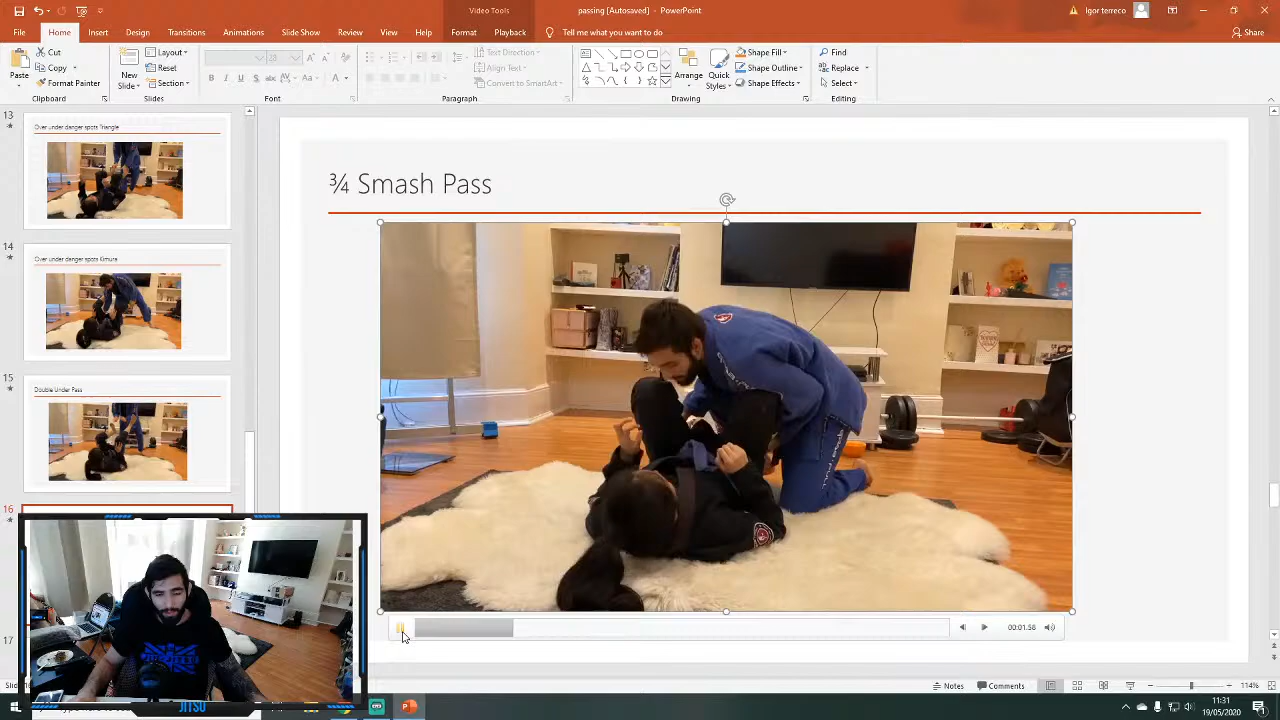 Video Tools
passing [Autosaved] - PowerPoint
Igor terreco
File Home Insert Design Transitions Animations Slide Show Review View Help Format Playback Tell me what you want to do
Share
Paste
Cut
Copy
Format Painter
Clipboard
New Slide
Layout
Reset
Section
Slides
Font
Text Direction
Align Text
Convert to SmartArt
Paragraph
Arrange
Quick Styles
Shape Fill
Shape Outline
Shape Effects
Drawing
Find
Replace
Select
Editing
13
Over under danger spots Triangle
14
Over under danger spots Kimura
15
Double Under Pass
16
17
¾ Smash Pass
00:01.58
JITSU
Notes
Comments
114%
11:31
19/05/2020